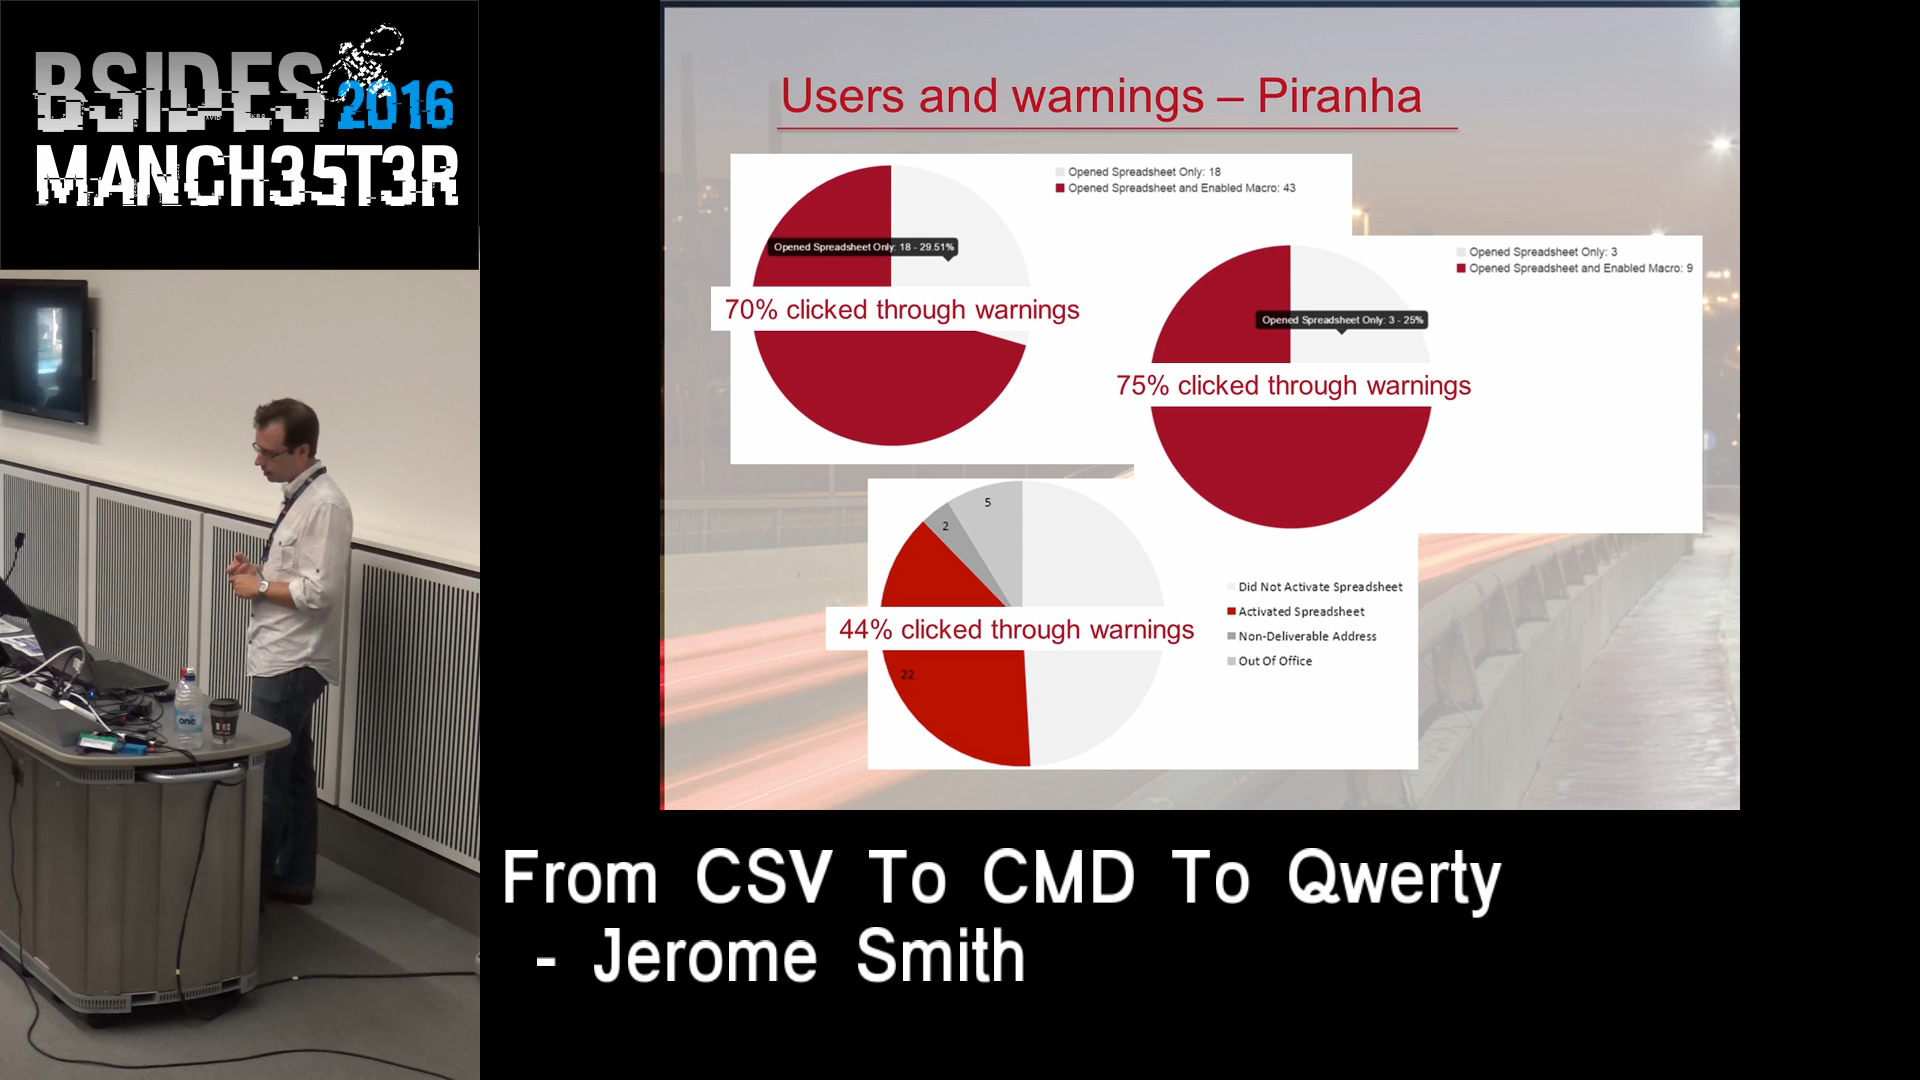 BSIDES 2016
MANCH35T3R
Users and warnings – Piranha
Opened Spreadsheet Only: 18
Opened Spreadsheet and Enabled Macro: 43
Opened Spreadsheet Only: 18 - 29.51%
70% clicked through warnings
Opened Spreadsheet Only: 3
Opened Spreadsheet and Enabled Macro: 9
Opened Spreadsheet Only: 3 - 25%
75% clicked through warnings
5
2
Did Not Activate Spreadsheet
Activated Spreadsheet
Non-Deliverable Address
Out Of Office
44% clicked through warnings
22
one
From CSV To CMD To Qwerty
- Jerome Smith